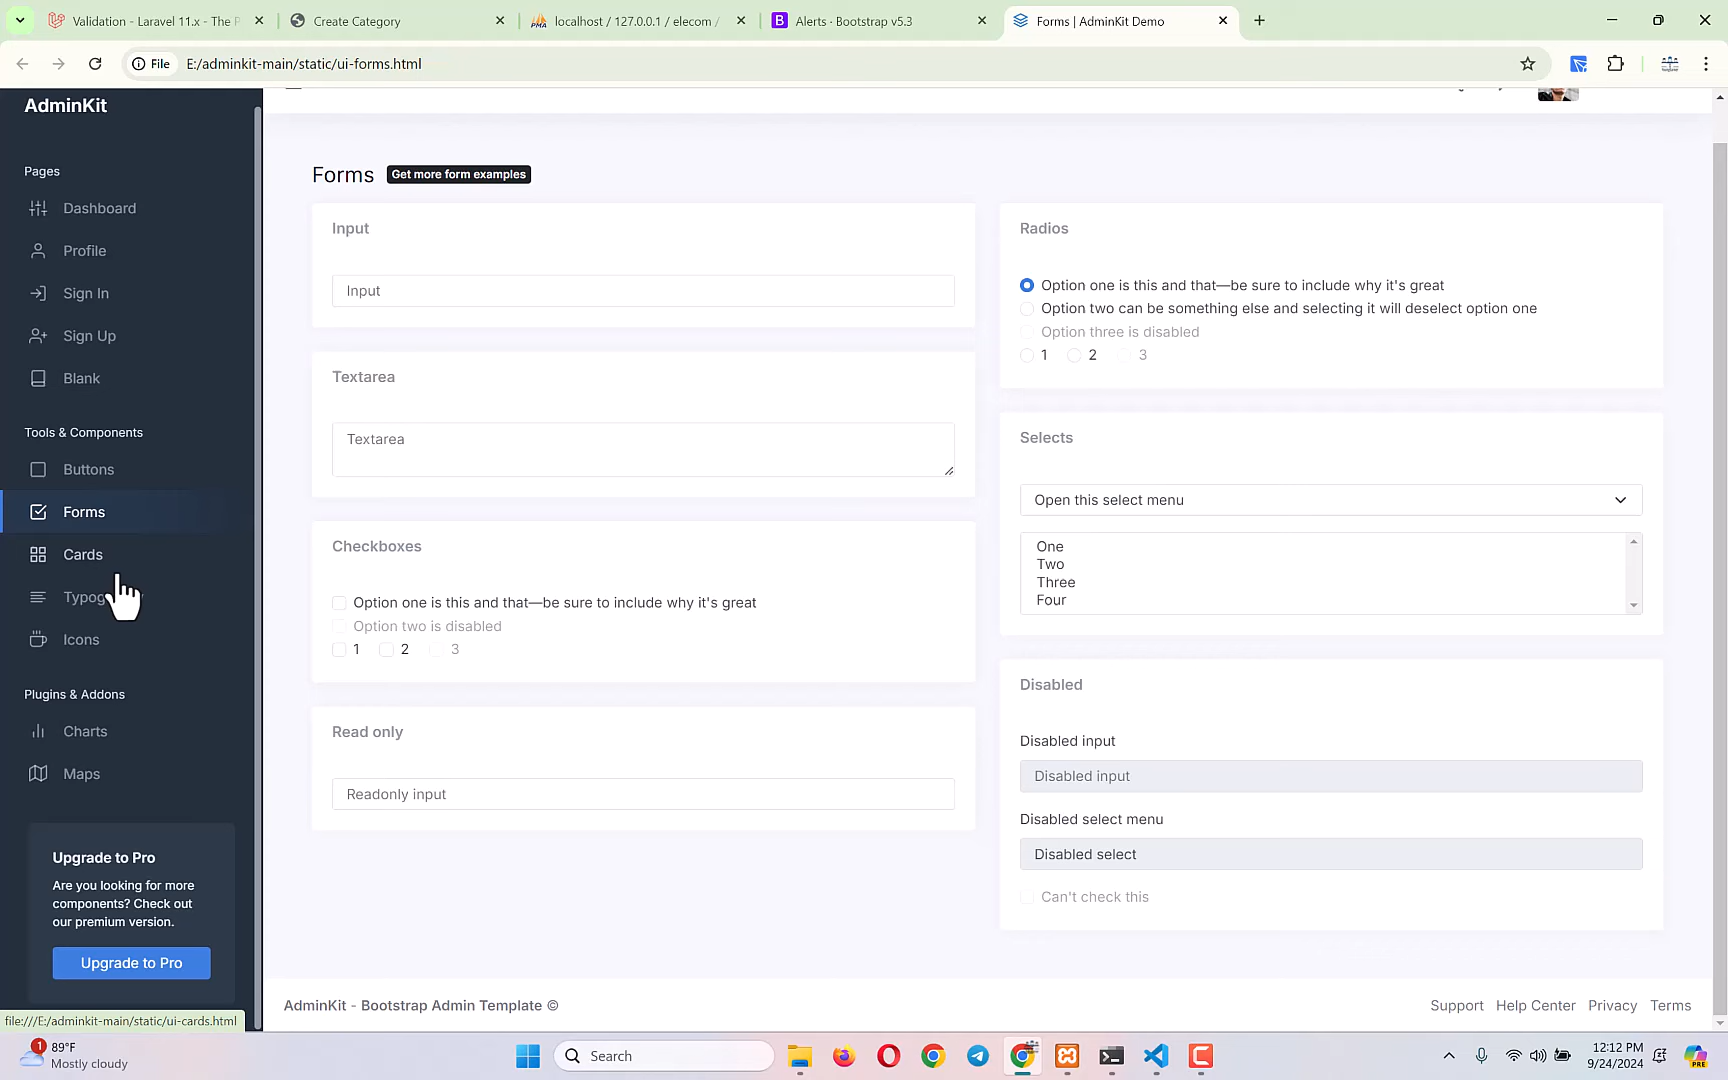 Validation - Laravel 11.x - The P
Create Category
localhost / 127.0.0.1 / elecom /
Alerts · Bootstrap v5.3
Forms | AdminKit Demo
File
E:/adminkit-main/static/ui-forms.html
AdminKit
Pages
Dashboard
Profile
Sign In
Sign Up
Blank
Tools & Components
Buttons
Forms
Cards
Typog
Icons
Plugins & Addons
Charts
Maps
Upgrade to Pro
Are you looking for more
components? Check out
our premium version.
Upgrade to Pro
file:///E:/adminkit-main/static/ui-cards.html
Forms
Get more form examples
Input
Input
Textarea
Textarea
Checkboxes
Option one is this and that—be sure to include why it's great
Option two is disabled
1 2 3
Read only
Readonly input
Radios
Option one is this and that—be sure to include why it's great
Option two can be something else and selecting it will deselect option one
Option three is disabled
1 2 3
Selects
Open this select menu
One
Two
Three
Four
Disabled
Disabled input
Disabled input
Disabled select menu
Disabled select
Can't check this
AdminKit - Bootstrap Admin Template ©
Support Help Center Privacy Terms
1
89°F
Mostly cloudy
Search
12:12 PM
9/24/2024
PRE